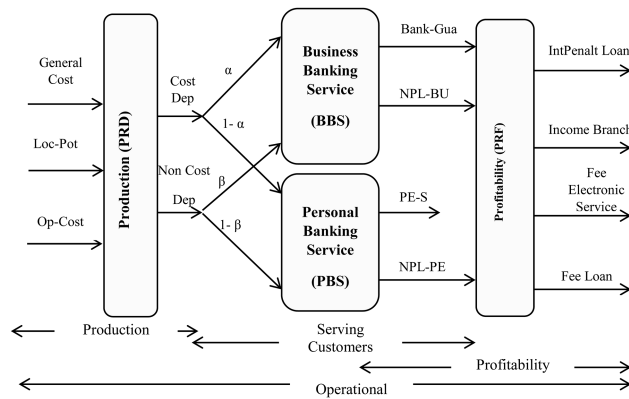 General
Cost
Loc-Pot
Op-Cost
Production (PRD)
Cost
Dep
Non Cost
Dep
α
1- α
β
1- β
Business
Banking
Service
(BBS)
Personal
Banking
Service
(PBS)
Bank-Gua
NPL-BU
PE-S
NPL-PE
Profitability (PRF)
IntPenalt Loan
Income Branch
Fee
Electronic
Service
Fee Loan
Production
Serving
Customers
Profitability
Operational